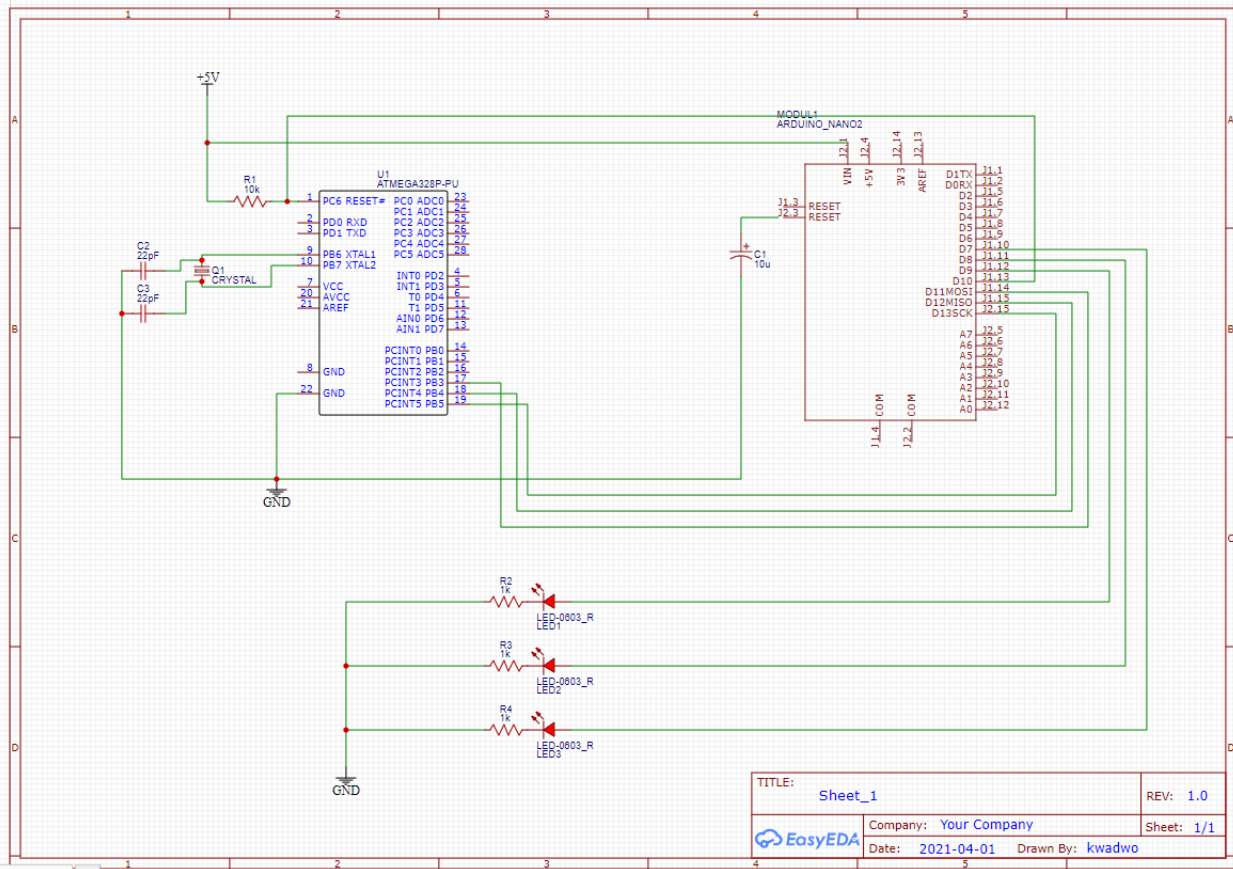 1 2 3 4 5
A
B
C
D
A
B
C
D
+5V
R1
10k
C2
22pF
C3
22pF
Q1
CRYSTAL
U1
ATMEGA328P-PU
1 PC6 RESET# PC0 ADC0 23
PC1 ADC1 24
2 PD0 RXD PC2 ADC2 25
3 PD1 TXD PC3 ADC3 26
PC4 ADC4 27
9 PB6 XTAL1 PC5 ADC5 28
10 PB7 XTAL2
INT0 PD2 4
7 VCC INT1 PD3 5
20 AVCC T0 PD4 6
21 AREF T1 PD5 11
AIN0 PD6 12
AIN1 PD7 13
PCINT0 PB0 14
PCINT1 PB1 15
8 GND PCINT2 PB2 16
PCINT3 PB3 17
22 GND PCINT4 PB4 18
PCINT5 PB5 19
GND
MODUL1
ARDUINO_NANO2
J2.1 J2.4 J2.14 J2.13
VIN +5V 3V3 AREF
J1.3 RESET
J2.3 RESET
D1TX J1.1
D0RX J1.2
D2 J1.5
D3 J1.6
D4 J1.7
D5 J1.8
D6 J1.9
D7 J1.10
D8 J1.11
D9 J1.12
D10 J1.13
D11MOSI J1.14
D12MISO J1.15
D13SCK J2.15
A7 J2.5
A6 J2.6
A5 J2.7
A4 J2.8
A3 J2.9
A2 J2.10
A1 J2.11
A0 J2.12
COM COM
J1.4 J2.2
C1
10u
R2
1k
LED-0603_R
LED1
R3
1k
LED-0603_R
LED2
R4
1k
LED-0603_R
LED3
GND
TITLE:
Sheet_1
REV: 1.0
EasyEDA
Company: Your Company
Sheet: 1/1
Date: 2021-04-01 Drawn By: kwadwo
1 2 3 4 5